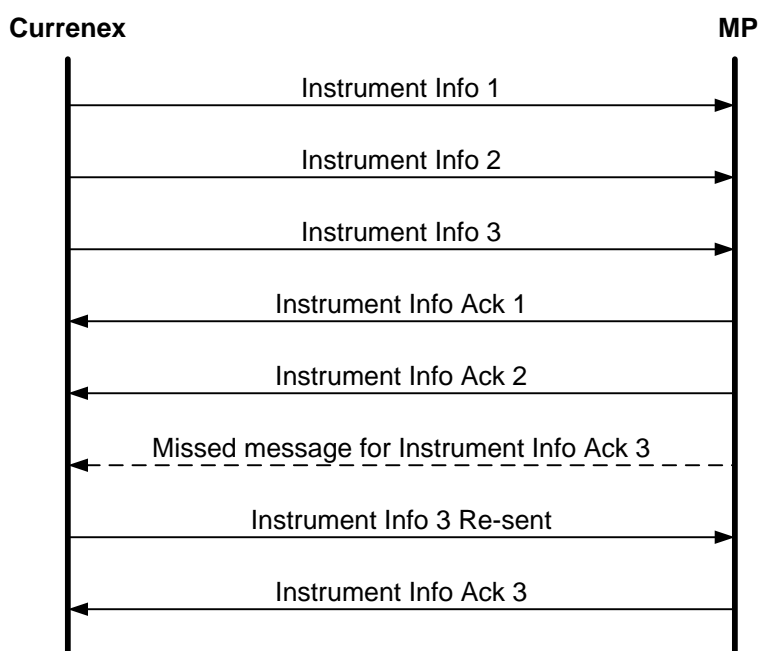 Currenex
MP
Instrument Info 1
Instrument Info 2
Instrument Info 3
Instrument Info Ack 1
Instrument Info Ack 2
Missed message for Instrument Info Ack 3
Instrument Info 3 Re-sent
Instrument Info Ack 3